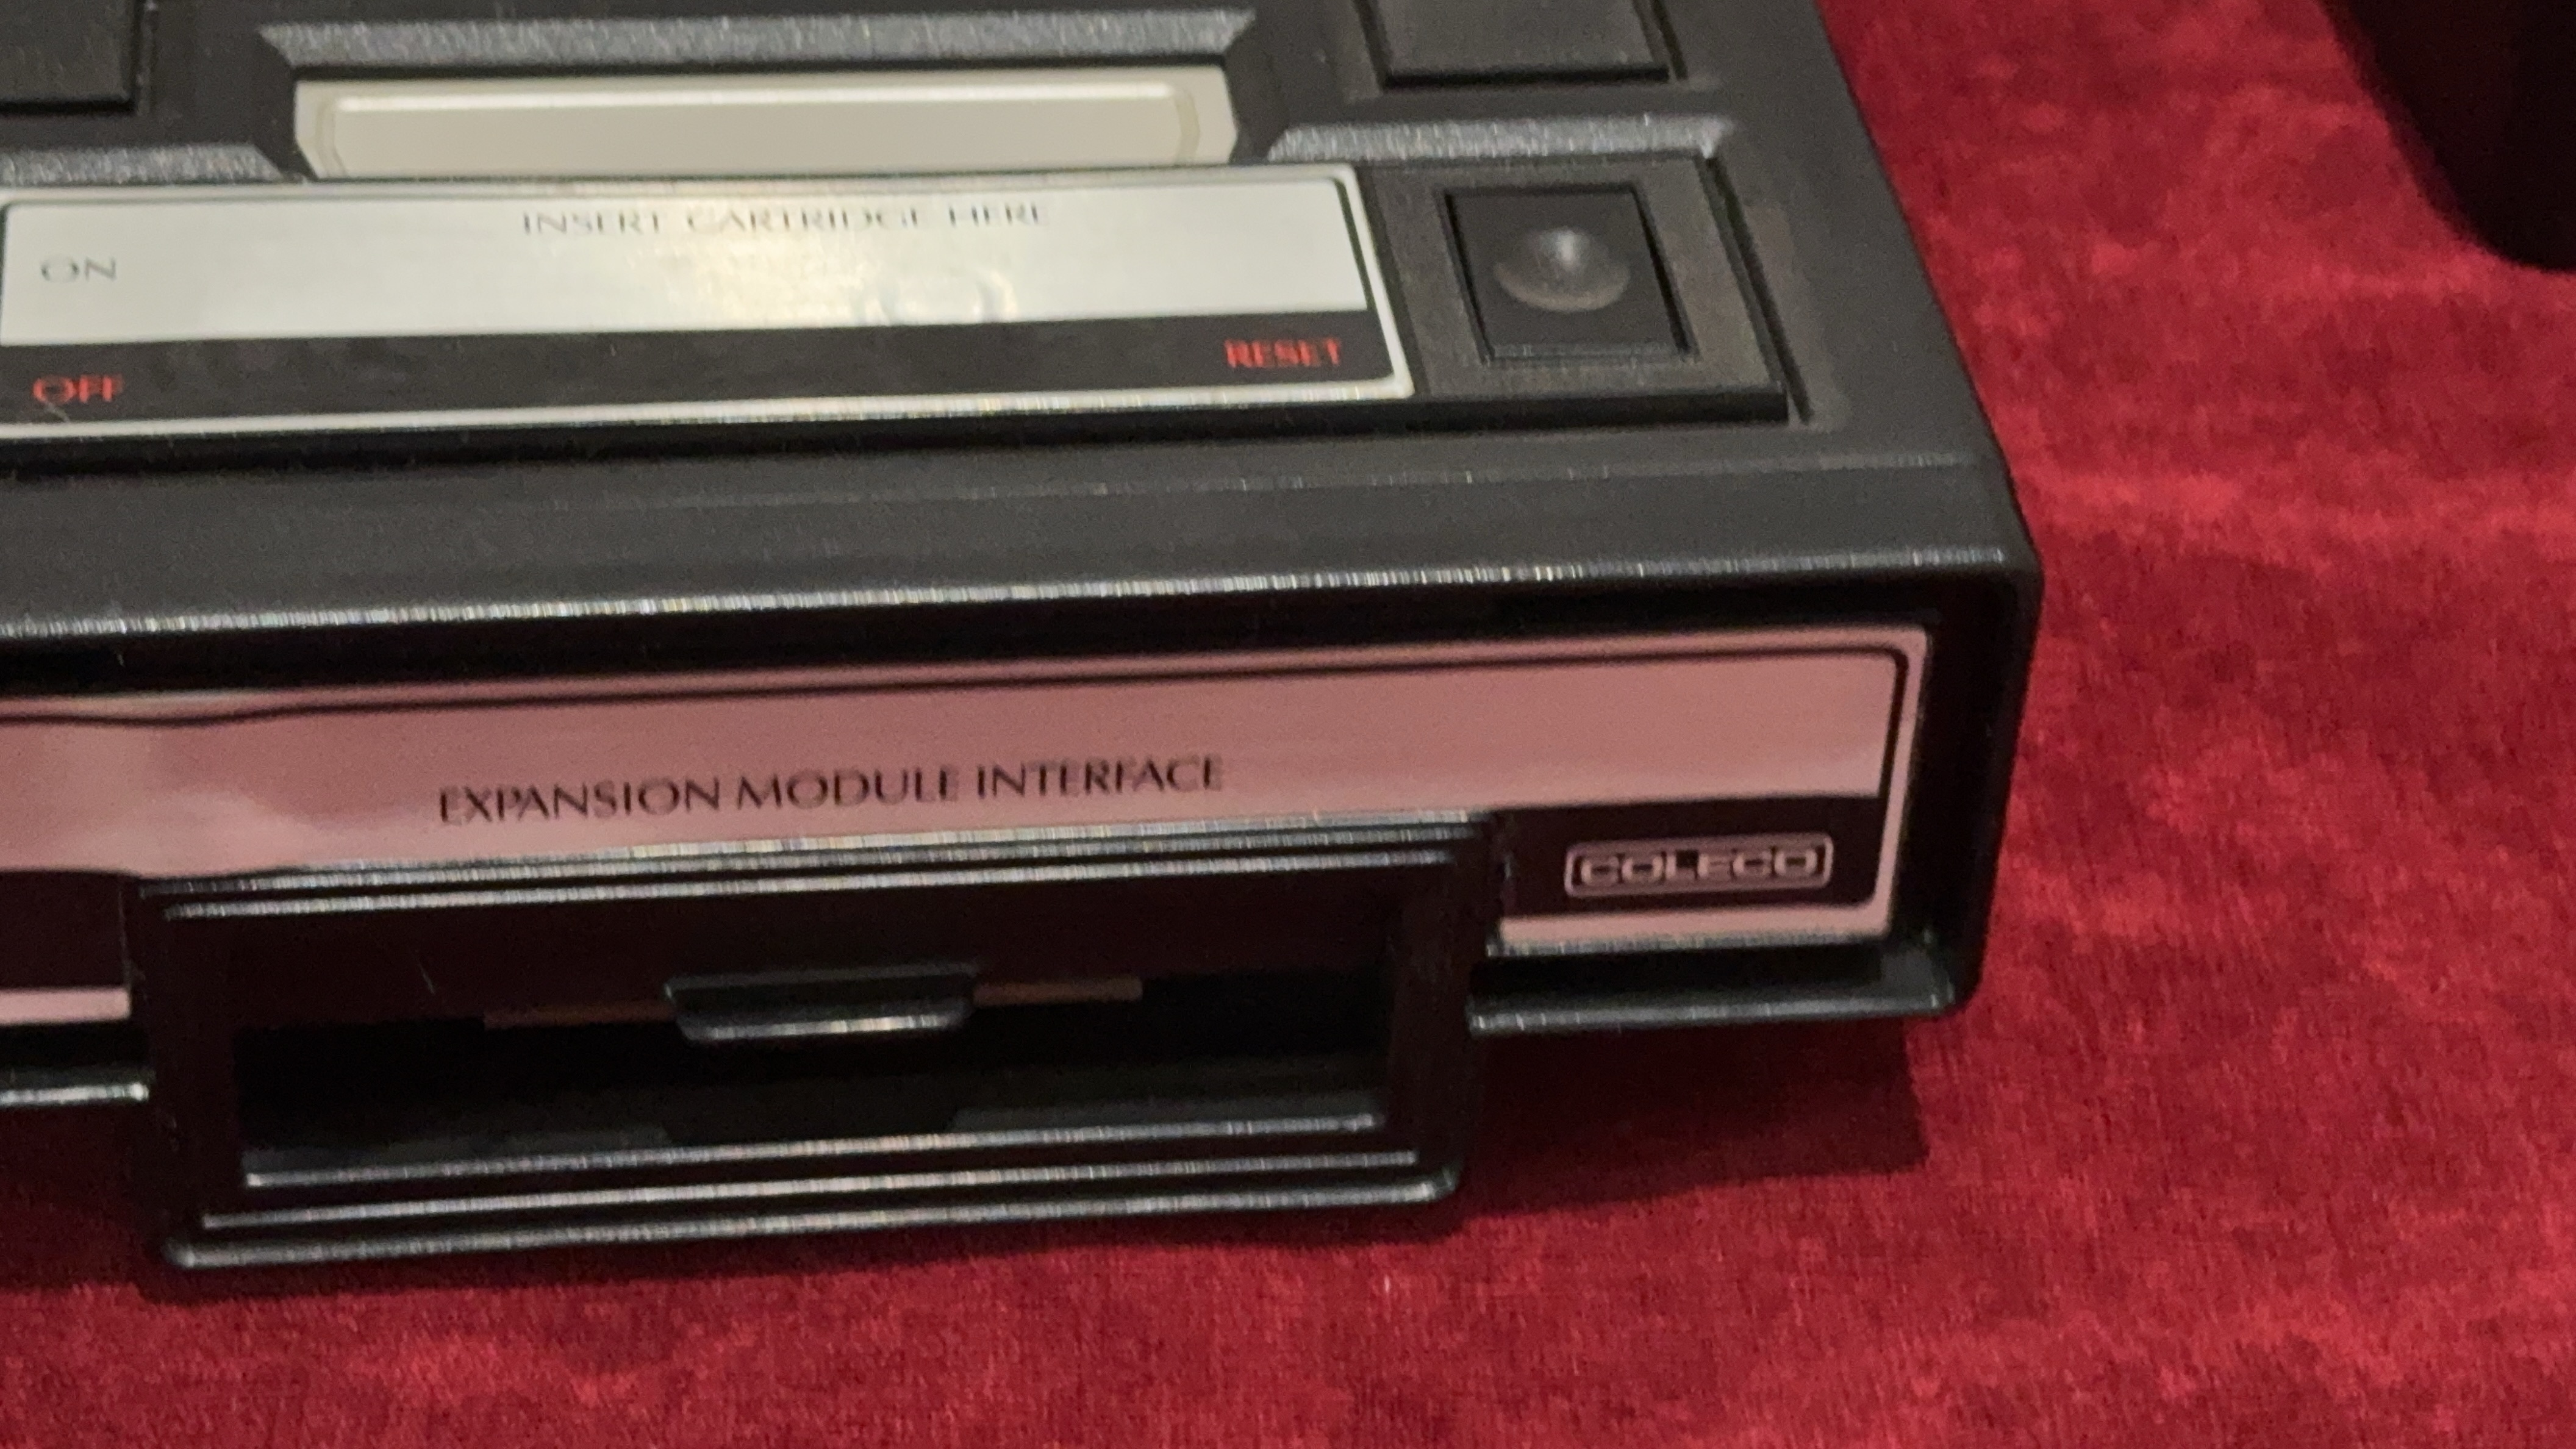 INSERT CARTRIDGE HERE
ON
OFF
RESET
EXPANSION MODULE INTERFACE
COLECO